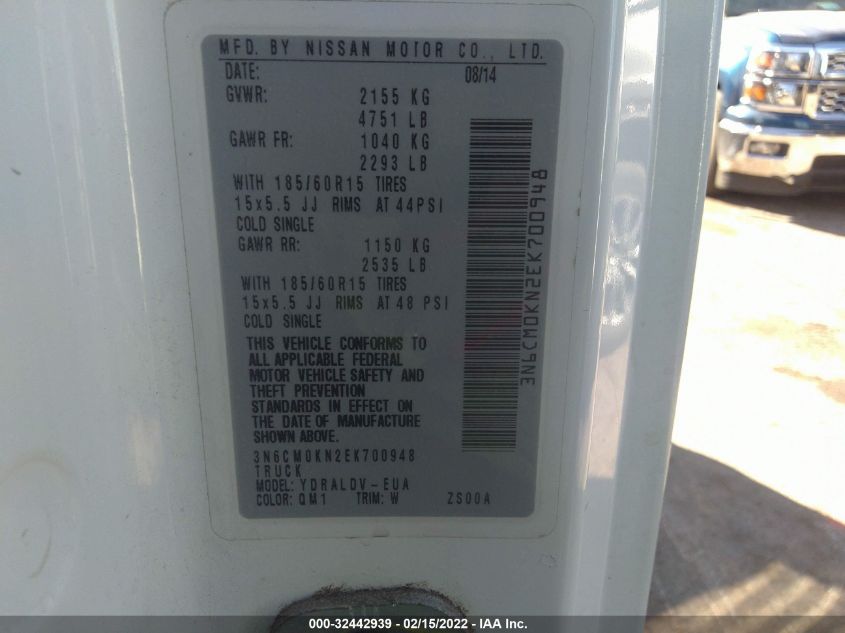 MFD. BY NISSAN MOTOR CO., LTD.
DATE: 08/14
GVWR: 2155 KG
4751 LB
GAWR FR: 1040 KG
2293 LB
WITH 185/60R15 TIRES
15x5.5 JJ RIMS AT 44PSI
COLD SINGLE
GAWR RR: 1150 KG
2535 LB
WITH 185/60R15 TIRES
15x5.5 JJ RIMS AT 48 PSI
COLD SINGLE
THIS VEHICLE CONFORMS TO
ALL APPLICABLE FEDERAL
MOTOR VEHICLE SAFETY AND
THEFT PREVENTION
STANDARDS IN EFFECT ON
THE DATE OF MANUFACTURE
SHOWN ABOVE.
3N6CM0KN2EK700948
TRUCK
MODEL: YDRALDV-EUA
COLOR: QM1 TRIM: W ZS00A
3N6CM0KN2EK700948
000-32442939 - 02/15/2022 - IAA Inc.